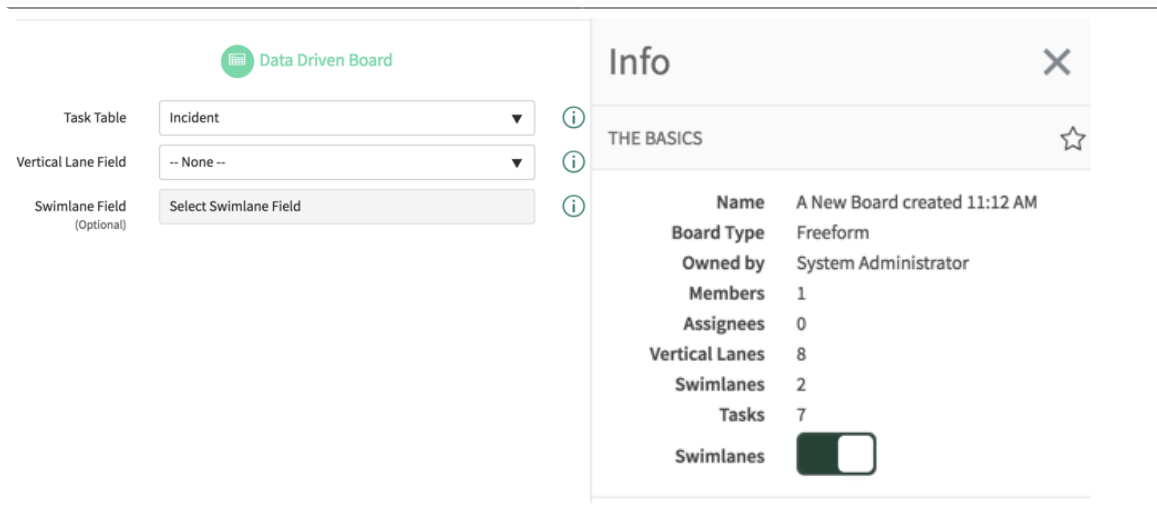 Data Driven Board
Task Table
Incident
Vertical Lane Field
-- None --
Swimlane Field
(Optional)
Select Swimlane Field
Info
THE BASICS
Name A New Board created 11:12 AM
Board Type Freeform
Owned by System Administrator
Members 1
Assignees 0
Vertical Lanes 8
Swimlanes 2
Tasks 7
Swimlanes